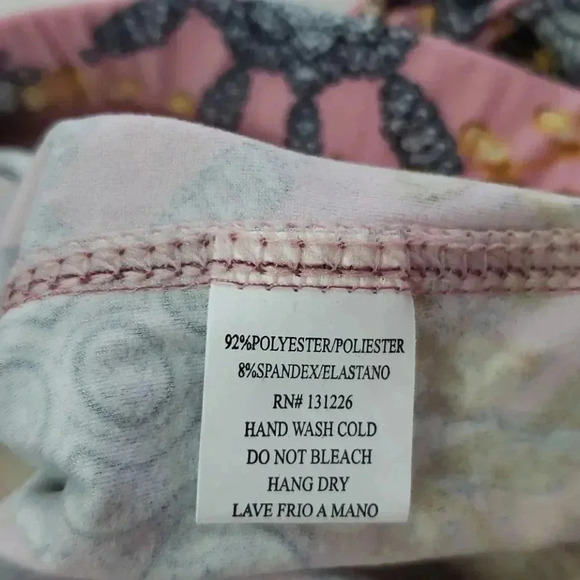 92%POLYESTER/POLIESTER
8%SPANDEX/ELASTANO
RN# 131226
HAND WASH COLD
DO NOT BLEACH
HANG DRY
LAVE FRIO A MANO